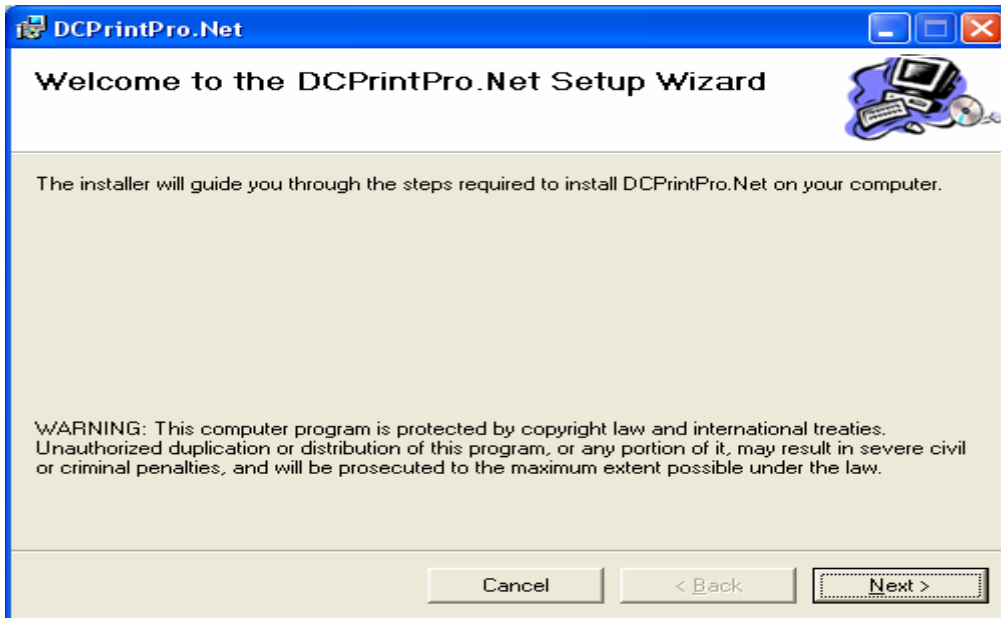 DCPrintPro.Net
Welcome to the DCPrintPro.Net Setup Wizard
The installer will guide you through the steps required to install DCPrintPro.Net on your computer.
WARNING: This computer program is protected by copyright law and international treaties.
Unauthorized duplication or distribution of this program, or any portion of it, may result in severe civil
or criminal penalties, and will be prosecuted to the maximum extent possible under the law.
Cancel
< Back
Next >